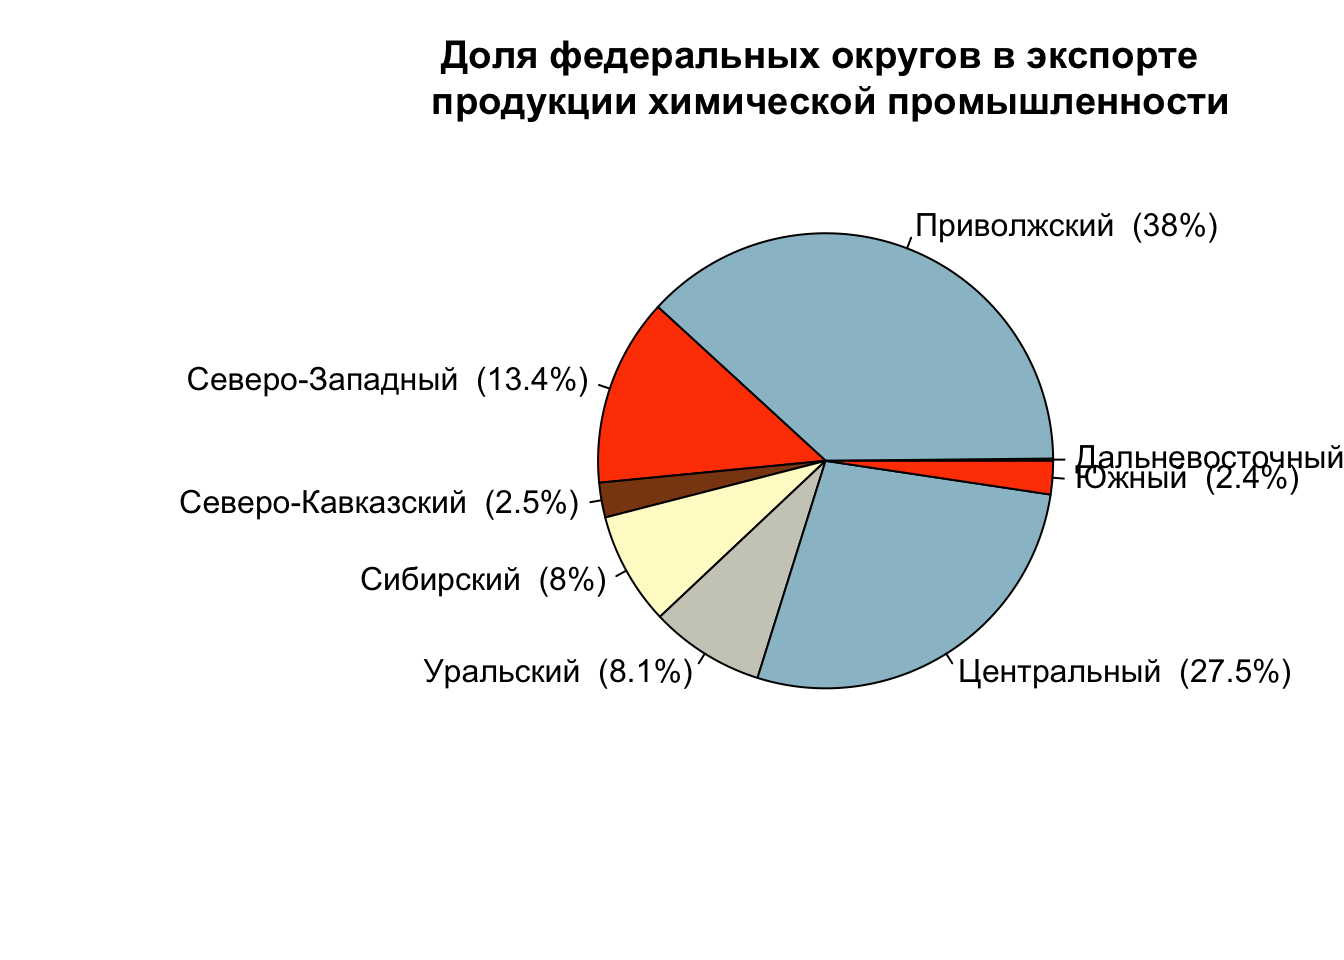 Доля федеральных округов в экспорте
продукции химической промышленности
Приволжский (38%)
Северо-Западный (13.4%)
Дальневосточный
Южный (2.4%)
Северо-Кавказский (2.5%)
Сибирский (8%)
Уральский (8.1%)
Центральный (27.5%)